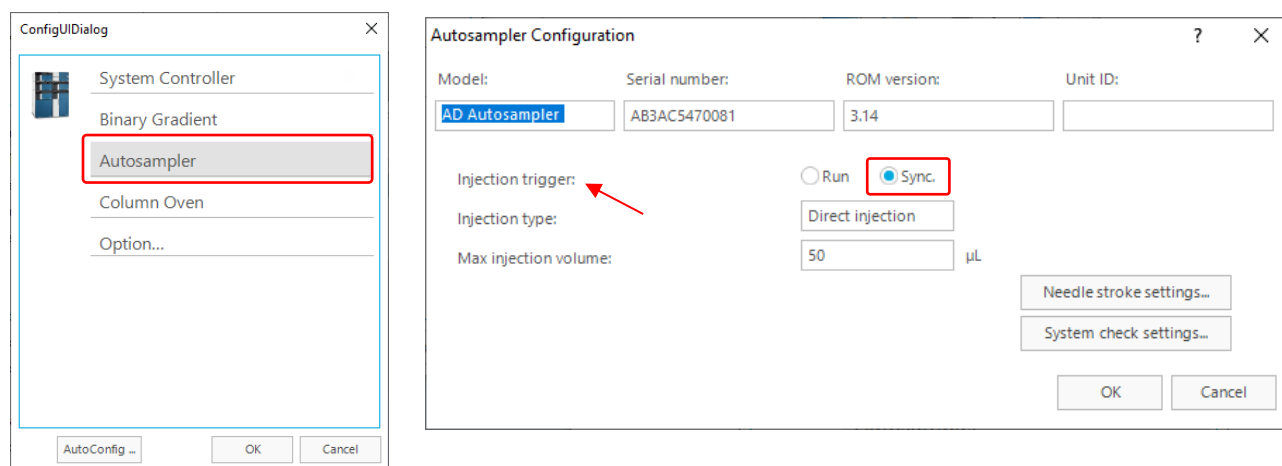 ConfigUIDialog
System Controller
Binary Gradient
Autosampler
Column Oven
Option...
AutoConfig ...
OK
Cancel
Autosampler Configuration
?
Model:
Serial number:
ROM version:
Unit ID:
AD Autosampler
AB3AC5470081
3.14
Injection trigger:
Run
Sync.
Injection type:
Direct injection
Max injection volume:
50
µL
Needle stroke settings...
System check settings...
OK
Cancel